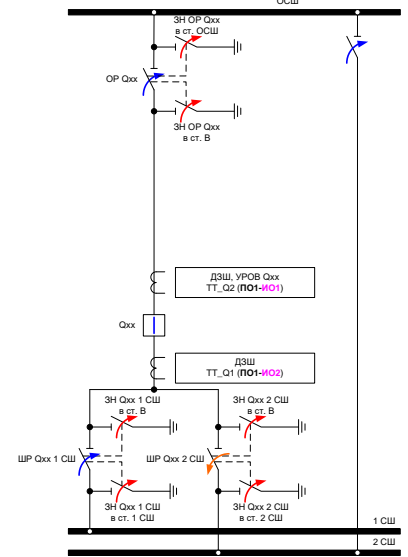 ОСШ
ЗН ОР Qxx
в ст. ОСШ
ОР Qxx
ЗН ОР Qxx
в ст. В
ДЗШ, УРОВ Qxx
ТТ_Q2 (ПО1-ИО1)
Qxx
ДЗШ
ТТ_Q1 (ПО1-ИО2)
ЗН Qxx 1 СШ
в ст. В
ЗН Qxx 2 СШ
в ст. В
ШР Qxx 1 СШ
ШР Qxx 2 СШ
ЗН Qxx 1 СШ
в ст. 1 СШ
ЗН Qxx 2 СШ
в ст. 2 СШ
1 СШ
2 СШ